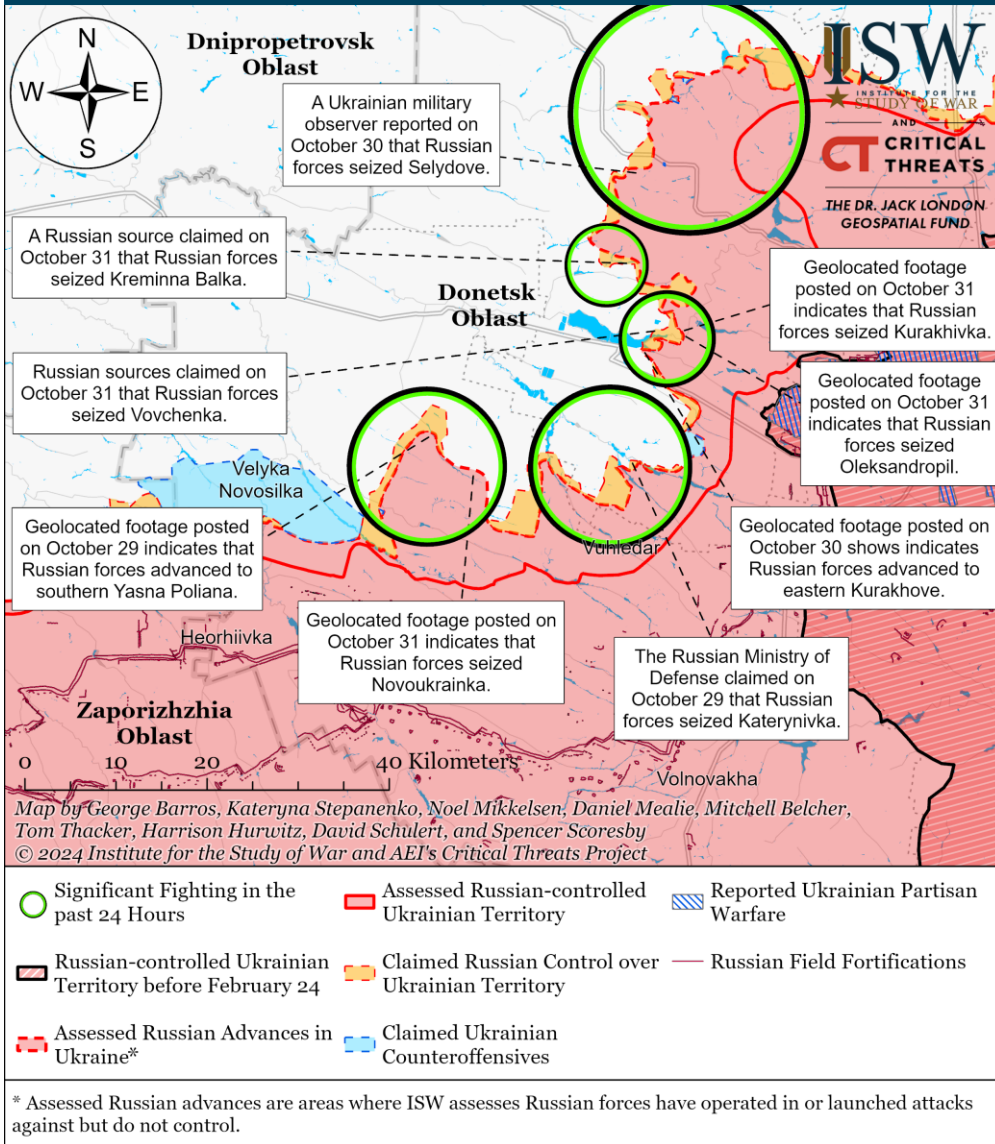 N
W E
S
Dnipropetrovsk
Oblast
ISW
INSTITUTE FOR THE
STUDY OF WAR
AND
CT CRITICAL
THREATS
THE DR. JACK LONDON
GEOSPATIAL FUND
A Ukrainian military
observer reported on
October 30 that Russian
forces seized Selydove.
A Russian source claimed on
October 31 that Russian forces
seized Kreminna Balka.
Donetsk
Oblast
Geolocated footage
posted on October 31
indicates that Russian
forces seized Kurakhivka.
Russian sources claimed on
October 31 that Russian forces
seized Vovchenka.
Geolocated footage
posted on October 31
indicates that Russian
forces seized
Oleksandropil.
Velyka
Novosilka
Geolocated footage posted
on October 29 indicates that
Russian forces advanced to
southern Yasna Poliana.
Vuhledar
Geolocated footage posted on
October 30 shows indicates
Russian forces advanced to
eastern Kurakhove.
Geolocated footage posted on
October 31 indicates that
Russian forces seized
Novoukrainka.
Heorhiivka
The Russian Ministry of
Defense claimed on
October 29 that Russian
forces seized Katerynivka.
Zaporizhzhia
Oblast
0 10 20 40 Kilometers
Volnovakha
Map by George Barros, Kateryna Stepanenko, Noel Mikkelsen, Daniel Mealie, Mitchell Belcher,
Tom Thacker, Harrison Hurwitz, David Schulert, and Spencer Scoresby
© 2024 Institute for the Study of War and AEI's Critical Threats Project
Significant Fighting in the
past 24 Hours
Assessed Russian-controlled
Ukrainian Territory
Reported Ukrainian Partisan
Warfare
Russian-controlled Ukrainian
Territory before February 24
Claimed Russian Control over
Ukrainian Territory
Russian Field Fortifications
Assessed Russian Advances in
Ukraine*
Claimed Ukrainian
Counteroffensives
* Assessed Russian advances are areas where ISW assesses Russian forces have operated in or launched attacks
against but do not control.